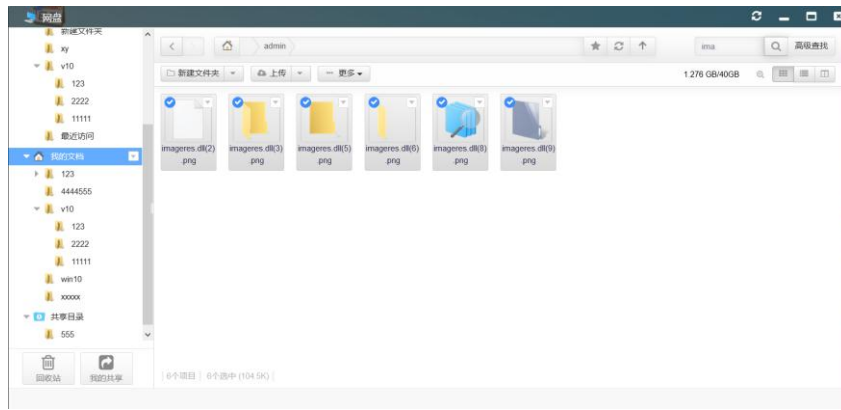 网盘
新建文件夹
xy
v10
123
2222
11111
最近访问
我的文档
123
4444555
v10
123
2222
11111
win10
xxxxx
共享目录
555
回收站
我的共享
admin
ima
高级查找
新建文件夹
上传
更多
1.276 GB/40GB
imageres.dll(2)
.png
imageres.dll(3)
.png
imageres.dll(5)
.png
imageres.dll(6)
.png
imageres.dll(8)
.png
imageres.dll(9)
.png
6个项目 6个选中 (104.5K)